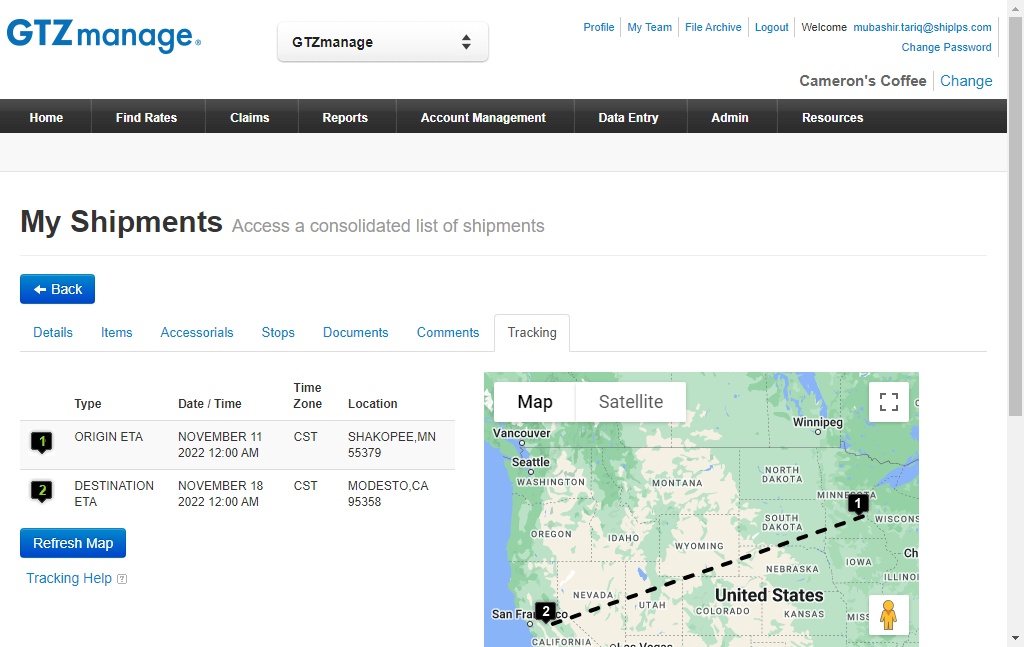 GTZmanage®
GTZmanage
Profile My Team File Archive Logout Welcome mubashir.tariq@shiplps.com
Change Password
Cameron's Coffee Change
Home Find Rates Claims Reports Account Management Data Entry Admin Resources
My Shipments Access a consolidated list of shipments
Back
Details Items Accessorials Stops Documents Comments Tracking
Type Date / Time Time Zone Location
1 ORIGIN ETA NOVEMBER 11 CST SHAKOPEE,MN
2022 12:00 AM 55379
2 DESTINATION NOVEMBER 18 CST MODESTO,CA
ETA 2022 12:00 AM 95358
Refresh Map
Tracking Help ?
Map Satellite
Vancouver
Winnipeg
Seattle
WASHINGTON
MONTANA
NORTH
DAKOTA
MINNESOTA
1
SOUTH
DAKOTA
WISCONS
OREGON
IDAHO
WYOMING
Ch
IOWA
NEBRASKA
ILLINOI
NEVADA
UTAH
United States
COLORADO
KANSAS
MISS
2
San Francisco
CALIFORNIA
Las Vegas